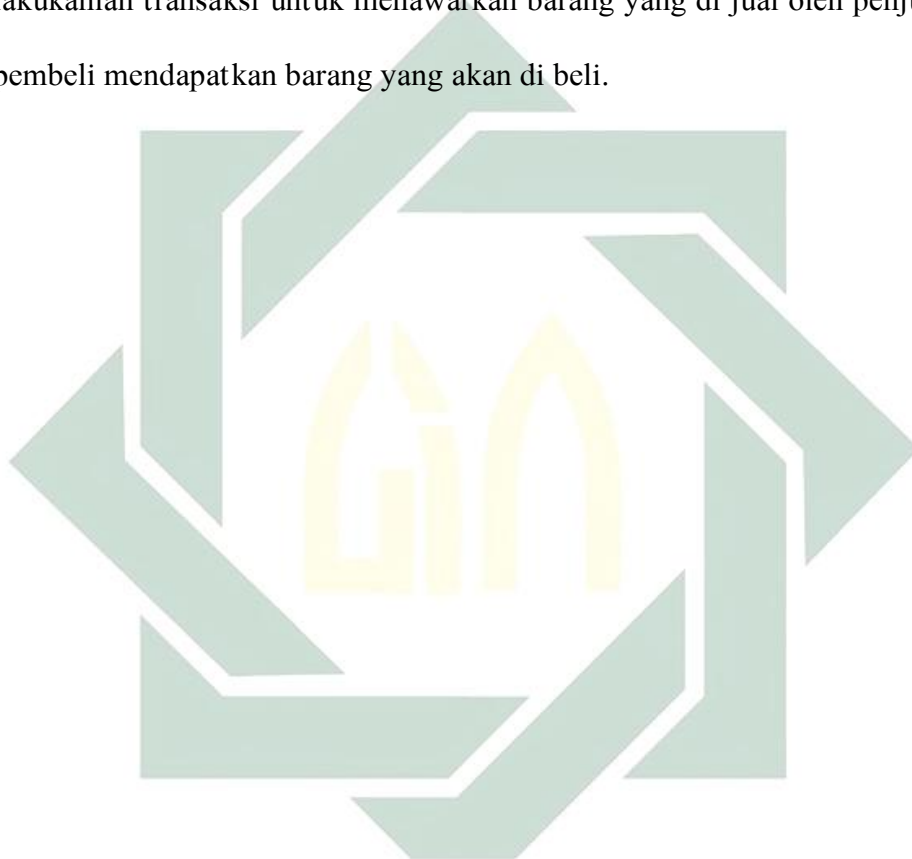 lakukanlah transaksi untuk menawarkan barang yang di jual oleh penju
pembeli mendapatkan barang yang akan di beli.